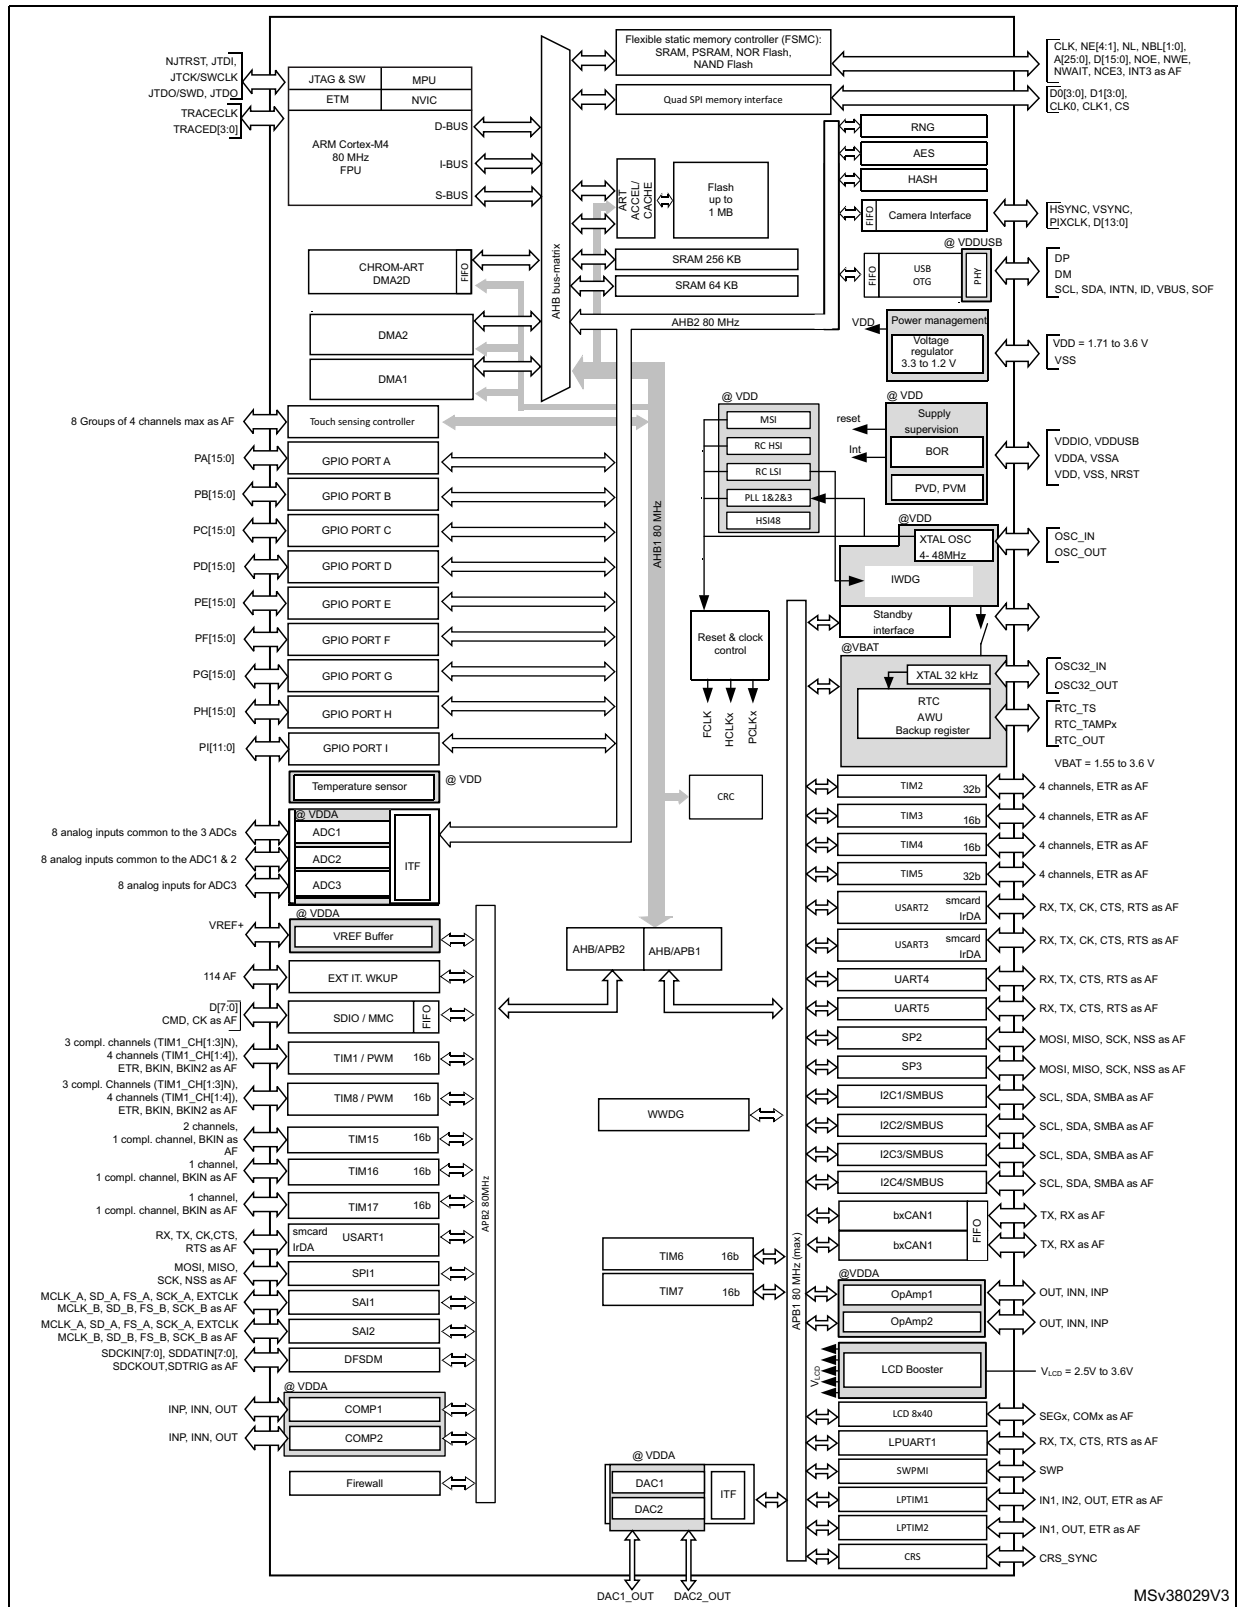 NJTRST, JTDI,
JTCK/SWCLK
JTDO/SWD, JTDO
TRACECLK
TRACED[3:0]
JTAG & SW
MPU
ETM
NVIC
ARM Cortex-M4
80 MHz
FPU
D-BUS
I-BUS
S-BUS
AHB bus-matrix
Flexible static memory controller (FSMC):
SRAM, PSRAM, NOR Flash,
NAND Flash
CLK, NE[4:1], NL, NBL[1:0],
A[25:0], D[15:0], NOE, NWE,
NWAIT, NCE3, INT3 as AF
Quad SPI memory interface
D0[3:0], D1[3:0],
CLK0, CLK1, CS
ART
ACCEL/
CACHE
Flash
up to
1 MB
SRAM 256 KB
SRAM 64 KB
AHB2 80 MHz
RNG
AES
HASH
FIFO
Camera Interface
HSYNC, VSYNC,
PIXCLK, D[13:0]
@ VDDUSB
FIFO
USB
OTG
PHY
DP
DM
SCL, SDA, INTN, ID, VBUS, SOF
CHROM-ART
DMA2D
FIFO
DMA2
DMA1
VDD
Power management
Voltage
regulator
3.3 to 1.2 V
VDD = 1.71 to 3.6 V
VSS
@ VDD
MSI
RC HSI
RC LSI
PLL 1&2&3
HSI48
@ VDD
reset
Int
Supply
supervision
BOR
PVD, PVM
VDDIO, VDDUSB
VDDA, VSSA
VDD, VSS, NRST
8 Groups of 4 channels max as AF
Touch sensing controller
PA[15:0]
GPIO PORT A
PB[15:0]
GPIO PORT B
PC[15:0]
GPIO PORT C
PD[15:0]
GPIO PORT D
PE[15:0]
GPIO PORT E
PF[15:0]
GPIO PORT F
PG[15:0]
GPIO PORT G
PH[15:0]
GPIO PORT H
PI[11:0]
GPIO PORT I
AHB1 80 MHz
@VDD
XTAL OSC
4- 48MHz
IWDG
OSC_IN
OSC_OUT
Standby
interface
Reset & clock
control
FCLK
HCLKx
PCLKx
@VBAT
XTAL 32 kHz
RTC
AWU
Backup register
OSC32_IN
OSC32_OUT
RTC_TS
RTC_TAMPx
RTC_OUT
VBAT = 1.55 to 3.6 V
Temperature sensor
@ VDD
CRC
@ VDDA
8 analog inputs common to the 3 ADCs
ADC1
8 analog inputs common to the ADC1 & 2
ADC2
8 analog inputs for ADC3
ADC3
ITF
@ VDDA
VREF+
VREF Buffer
114 AF
EXT IT. WKUP
D[7:0]
CMD, CK as AF
SDIO / MMC
FIFO
AHB/APB2
AHB/APB1
3 compl. channels (TIM1_CH[1:3]N),
4 channels (TIM1_CH[1:4]),
ETR, BKIN, BKIN2 as AF
TIM1 / PWM
16b
3 compl. Channels (TIM1_CH[1:3]N),
4 channels (TIM1_CH[1:4]),
ETR, BKIN, BKIN2 as AF
TIM8 / PWM
16b
2 channels,
1 compl. channel, BKIN as
AF
TIM15
16b
1 channel,
1 compl. channel, BKIN as AF
TIM16
16b
1 channel,
1 compl. channel, BKIN as AF
TIM17
16b
RX, TX, CK,CTS,
RTS as AF
smcard
IrDA
USART1
MOSI, MISO,
SCK, NSS as AF
SPI1
MCLK_A, SD_A, FS_A, SCK_A, EXTCLK
MCLK_B, SD_B, FS_B, SCK_B as AF
SAI1
MCLK_A, SD_A, FS_A, SCK_A, EXTCLK
MCLK_B, SD_B, FS_B, SCK_B as AF
SAI2
SDCKIN[7:0], SDDATIN[7:0],
SDCKOUT,SDTRIG as AF
DFSDM
@ VDDA
INP, INN, OUT
COMP1
INP, INN, OUT
COMP2
Firewall
APB2 80MHz
WWDG
TIM6
16b
TIM7
16b
@ VDDA
DAC1
DAC2
ITF
DAC1_OUT
DAC2_OUT
APB1 80 MHz (max)
TIM2
32b
4 channels, ETR as AF
TIM3
16b
4 channels, ETR as AF
TIM4
16b
4 channels, ETR as AF
TIM5
32b
4 channels, ETR as AF
USART2
smcard
IrDA
RX, TX, CK, CTS, RTS as AF
USART3
smcard
IrDA
RX, TX, CK, CTS, RTS as AF
UART4
RX, TX, CTS, RTS as AF
UART5
RX, TX, CTS, RTS as AF
SP2
MOSI, MISO, SCK, NSS as AF
SP3
MOSI, MISO, SCK, NSS as AF
I2C1/SMBUS
SCL, SDA, SMBA as AF
I2C2/SMBUS
SCL, SDA, SMBA as AF
I2C3/SMBUS
SCL, SDA, SMBA as AF
I2C4/SMBUS
SCL, SDA, SMBA as AF
bxCAN1
TX, RX as AF
bxCAN1
FIFO
TX, RX as AF
@VDDA
OpAmp1
OUT, INN, INP
OpAmp2
OUT, INN, INP
VLCD
LCD Booster
VLCD = 2.5V to 3.6V
LCD 8x40
SEGx, COMx as AF
LPUART1
RX, TX, CTS, RTS as AF
SWPMI
SWP
LPTIM1
IN1, IN2, OUT, ETR as AF
LPTIM2
IN1, OUT, ETR as AF
CRS
CRS_SYNC
MSv38029V3